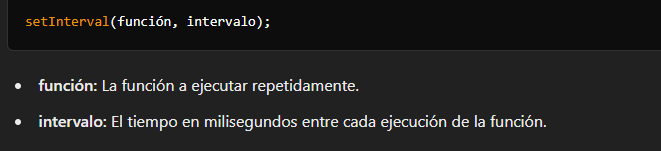 setInterval(función, intervalo);
• función: La función a ejecutar repetidamente.
• intervalo: El tiempo en milisegundos entre cada ejecución de la función.